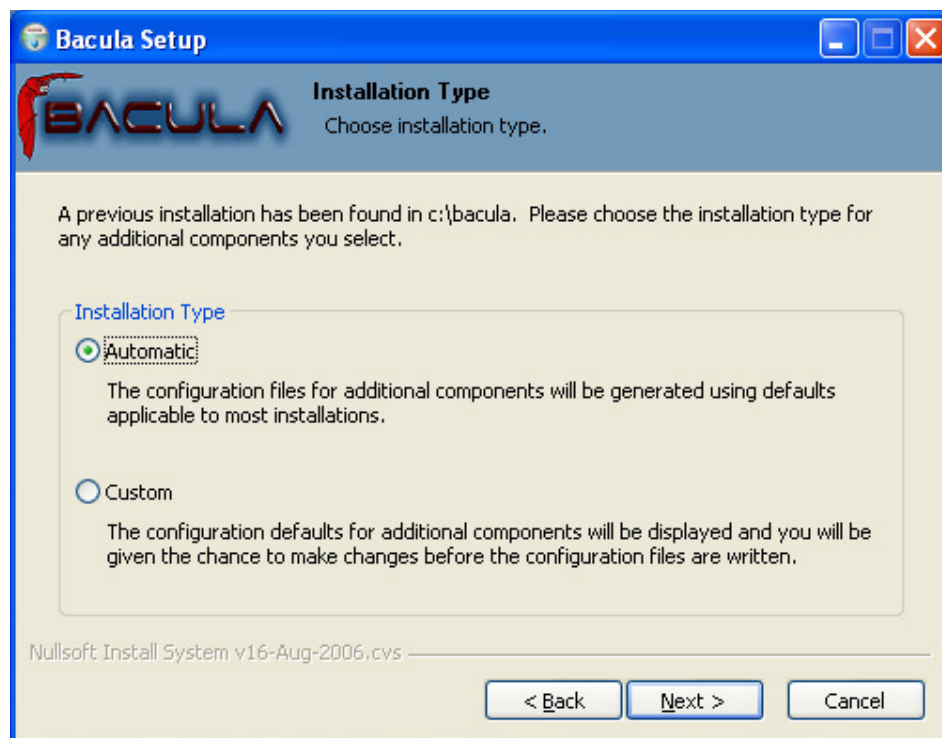 Bacula Setup
BACULA
Installation Type
Choose installation type.
A previous installation has been found in c:\bacula.  Please choose the installation type for
any additional components you select.
Installation Type
Automatic
The configuration files for additional components will be generated using defaults
applicable to most installations.
Custom
The configuration defaults for additional components will be displayed and you will be
given the chance to make changes before the configuration files are written.
Nullsoft Install System v16-Aug-2006.cvs
< Back
Next >
Cancel